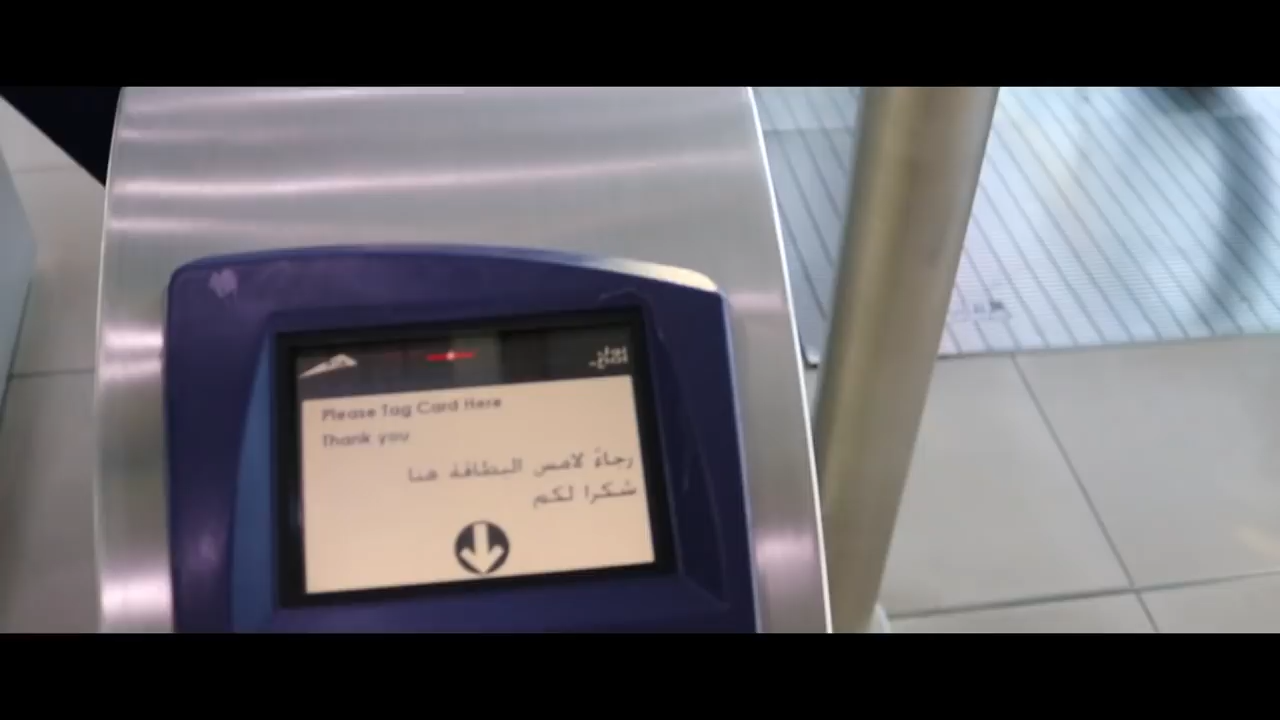 Please Tag Card Here
Thank you
رجاءً لامس البطاقة هنا
شكرا لكم